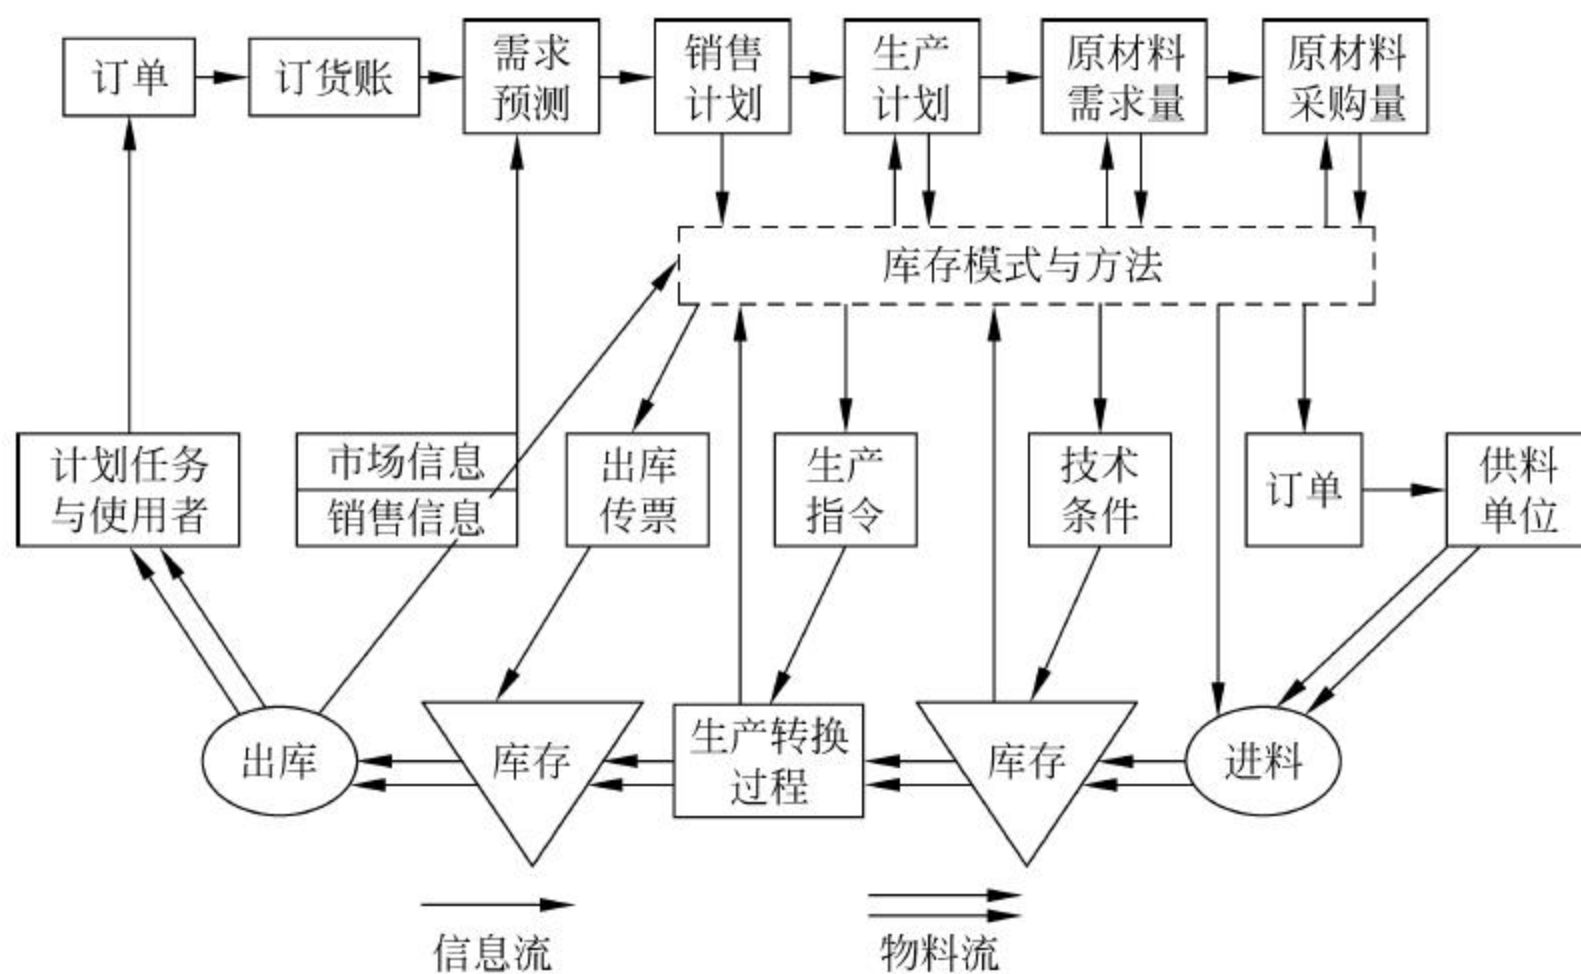 订单
订货账
需求
预测
销售
计划
生产
计划
原材料
需求量
原材料
采购量
库存模式与方法
计划任务
与使用者
市场信息
销售信息
出库
传票
生产
指令
技术
条件
订单
供料
单位
出库
库存
生产转换
过程
库存
进料
信息流
物料流